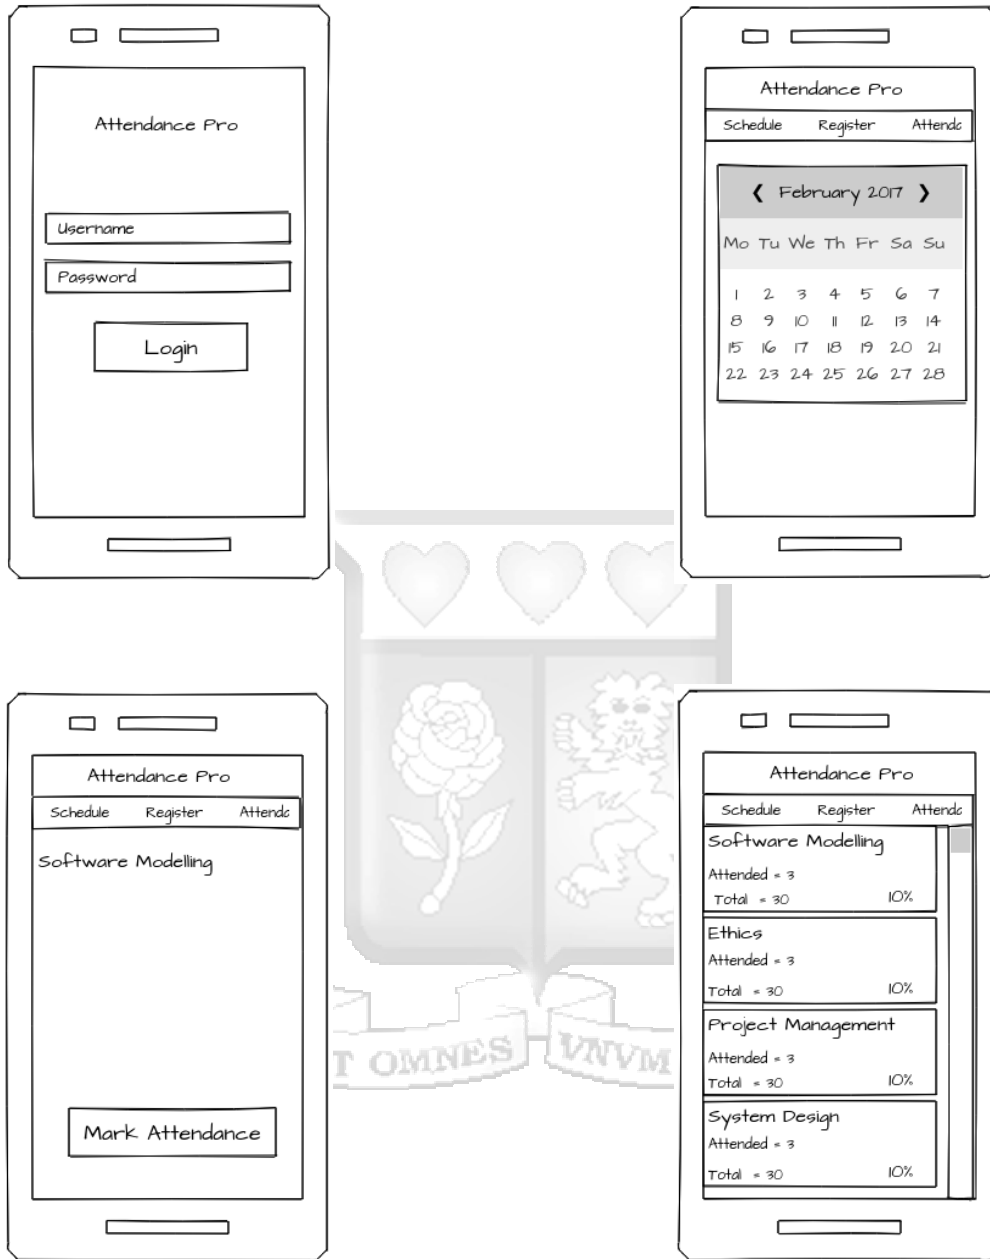 Attendance Pro
Username
Password
Login
Attendance Pro
Schedule Register Attendc
❮ February 2017 ❯
Mo Tu We Th Fr Sa Su
1 2 3 4 5 6 7
8 9 10 11 12 13 14
15 16 17 18 19 20 21
22 23 24 25 26 27 28
Attendance Pro
Schedule Register Attendc
Software Modelling
Mark Attendance
Attendance Pro
Schedule Register Attendc
Software Modelling
Attended = 3
Total = 30 10%
Ethics
Attended = 3
Total = 30 10%
Project Management
Attended = 3
Total = 30 10%
System Design
Attended = 3
Total = 30 10%
T OMNES VNVM